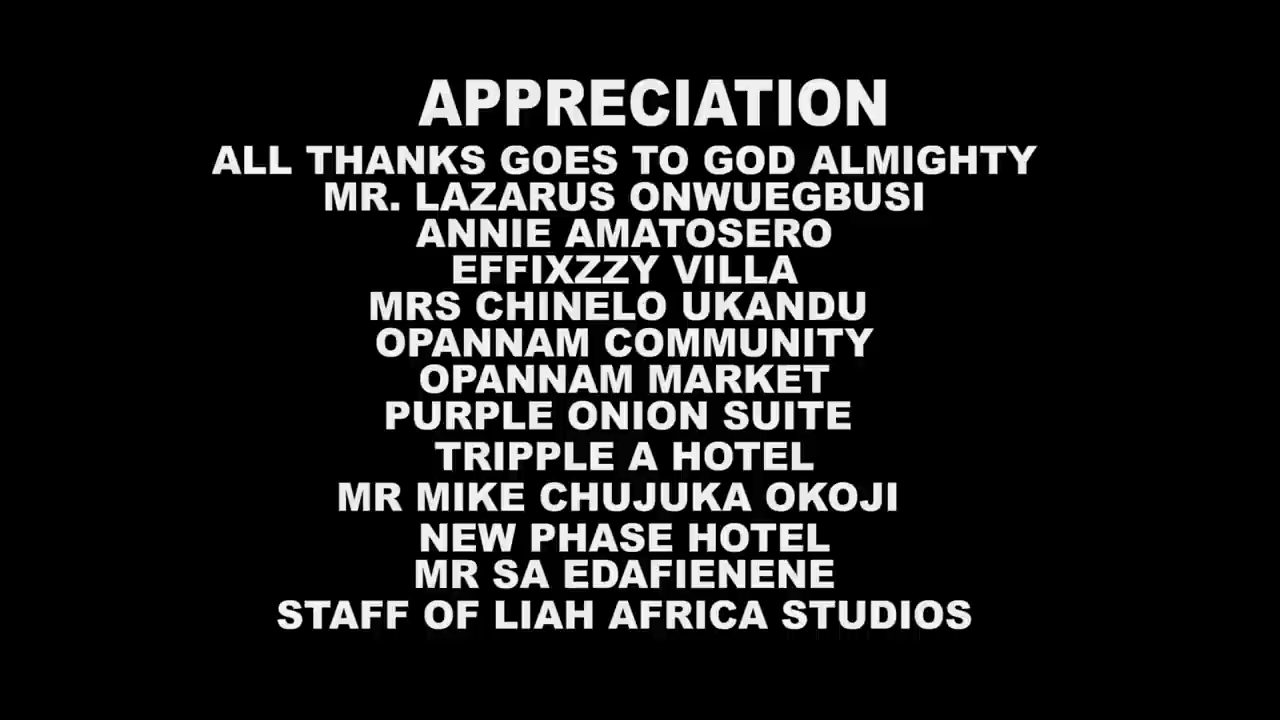 APPRECIATION
ALL THANKS GOES TO GOD ALMIGHTY
MR. LAZARUS ONWUEGBUSI
ANNIE AMATOSERO
EFFIXZZY VILLA
MRS CHINELO UKANDU
OPANNAM COMMUNITY
OPANNAM MARKET
PURPLE ONION SUITE
TRIPPLE A HOTEL
MR MIKE CHUJUKA OKOJI
NEW PHASE HOTEL
MR SA EDAFIENENE
STAFF OF LIAH AFRICA STUDIOS